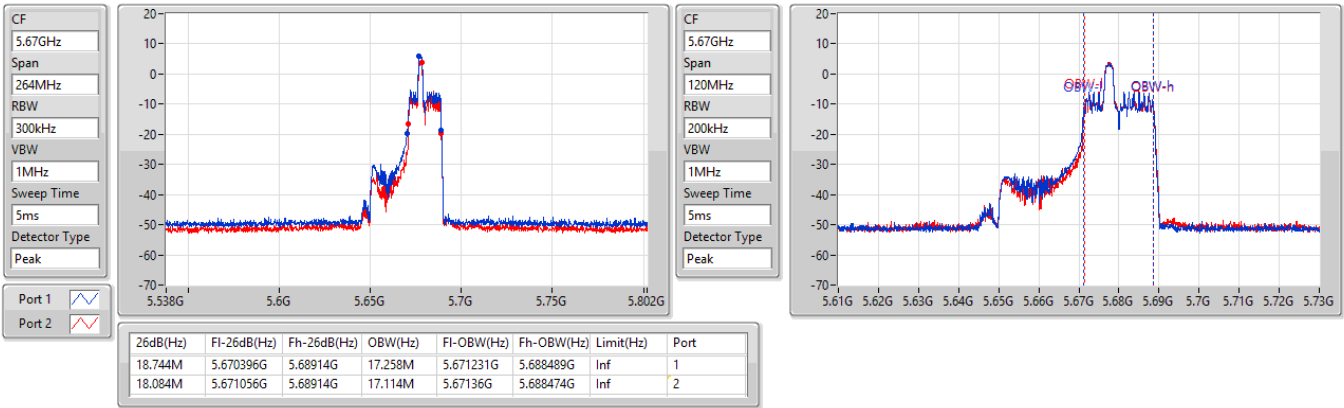 CF
5.67GHz
Span
264MHz
RBW
300kHz
VBW
1MHz
Sweep Time
5ms
Detector Type
Peak
Port 1
Port 2
20-
10-
0-
-10-
-20-
-30-
-40-
-50-
-60-
-70-
5.538G 5.6G 5.65G 5.7G 5.75G 5.802G
CF
5.67GHz
Span
120MHz
RBW
200kHz
VBW
1MHz
Sweep Time
5ms
Detector Type
Peak
20-
10-
0-
-10-
-20-
-30-
-40-
-50-
-60-
-70-
OBW-l OBW-h
5.61G 5.62G 5.63G 5.64G 5.65G 5.66G 5.67G 5.68G 5.69G 5.7G 5.71G 5.72G 5.73G
26dB(Hz) Fl-26dB(Hz) Fh-26dB(Hz) OBW(Hz) Fl-OBW(Hz) Fh-OBW(Hz) Limit(Hz) Port
18.744M 5.670396G 5.68914G 17.258M 5.671231G 5.688489G Inf 1
18.084M 5.671056G 5.68914G 17.114M 5.67136G 5.688474G Inf 2